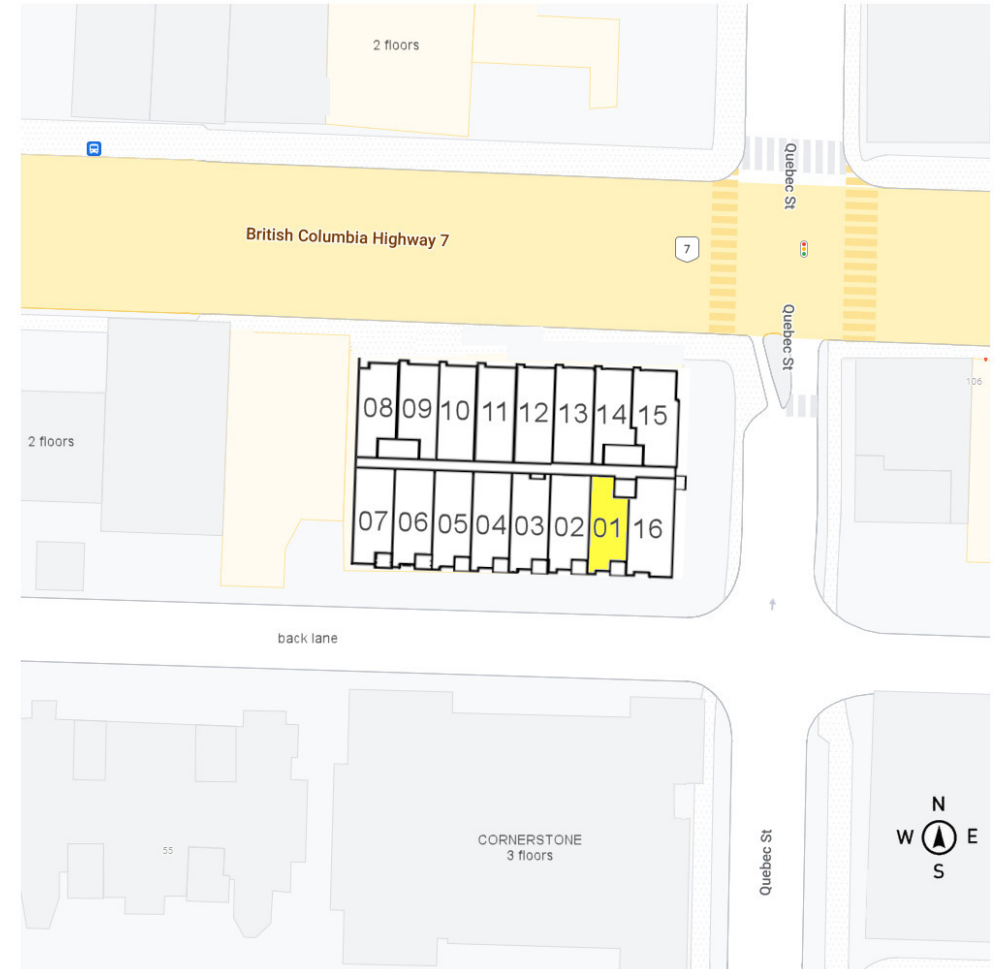 2 floors
Quebec St
British Columbia Highway 7
7
Quebec St
106
08 09 10 11 12 13 14 15
2 floors
07 06 05 04 03 02 01 16
back lane
N
W E
S
CORNERSTONE
3 floors
55
Quebec St